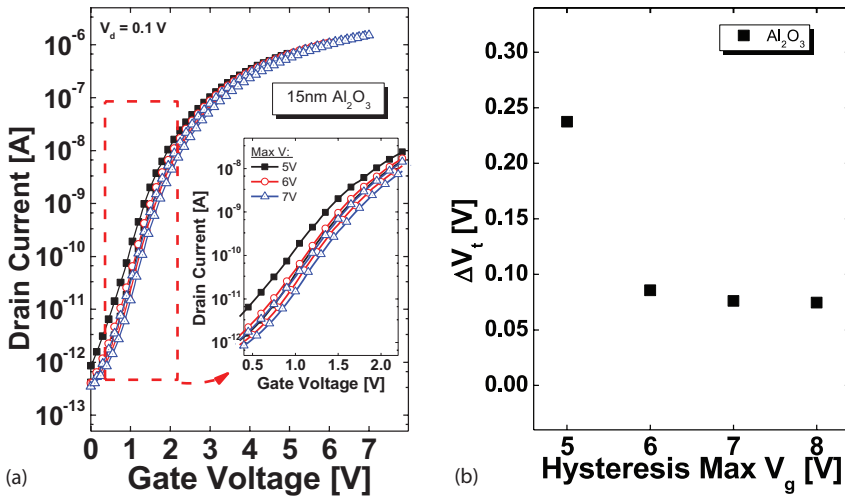 V_d = 0.1 V
10^-6
10^-7
10^-8
10^-9
10^-10
10^-11
10^-12
10^-13
Drain Current [A]
15nm Al_2O_3
Max V:
5V
6V
7V
10^-8
10^-9
10^-10
10^-11
10^-12
Drain Current [A]
0.5 1.0 1.5 2.0
Gate Voltage [V]
0 1 2 3 4 5 6 7
Gate Voltage [V]
(a)
Al_2O_3
0.30
0.25
0.20
0.15
0.10
0.05
0.00
ΔV_t [V]
5 6 7 8
Hysteresis Max V_g [V]
(b)